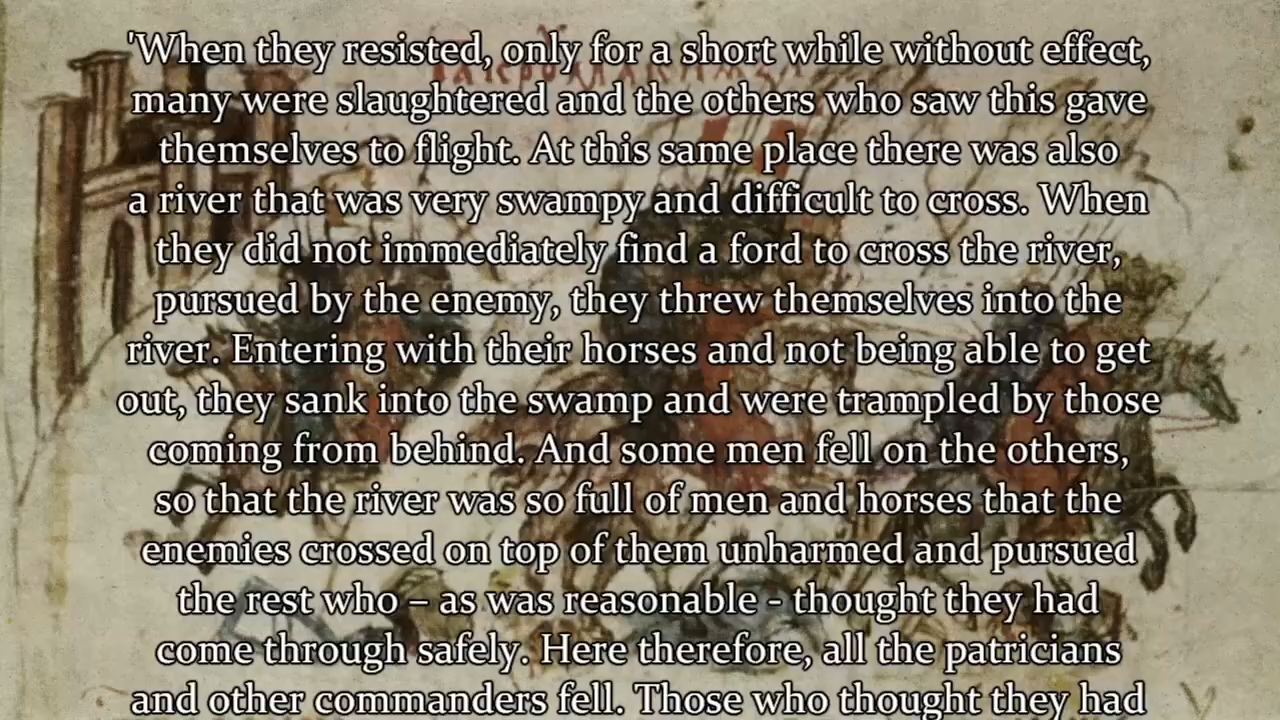 'When they resisted, only for a short while without effect,
many were slaughtered and the others who saw this gave
themselves to flight. At this same place there was also
a river that was very swampy and difficult to cross. When
they did not immediately find a ford to cross the river,
pursued by the enemy, they threw themselves into the
river. Entering with their horses and not being able to get
out, they sank into the swamp and were trampled by those
coming from behind. And some men fell on the others,
so that the river was so full of men and horses that the
enemies crossed on top of them unharmed and pursued
the rest who – as was reasonable - thought they had
come through safely. Here therefore, all the patricians
and other commanders fell. Those who thought they had